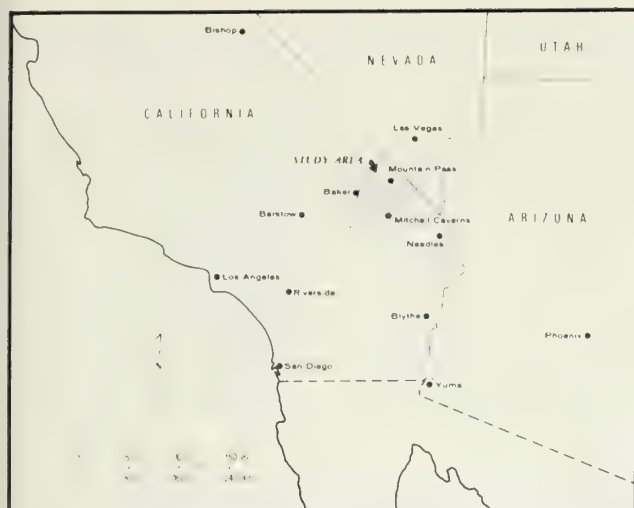 Bishop
NEVADA
UTAH
CALIFORNIA
Las Vegas
STUDY AREA
Mountain Pass
Baker
Barstow
Mitchell Caverns
ARIZONA
Needles
Los Angeles
Riverside
Blythe
Phoenix
San Diego
Yuma